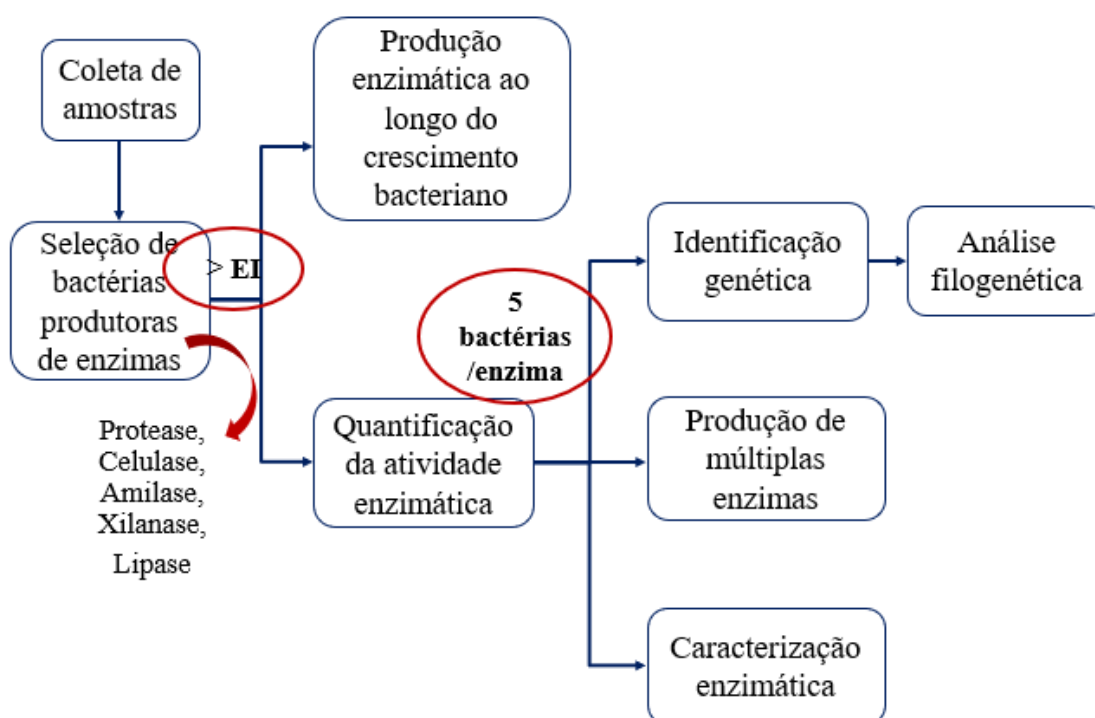 Coleta de
amostras
Seleção de
bactérias
produtoras
de enzimas
> EI
Protease,
Celulase,
Amilase,
Xilanase,
Lipase
Produção
enzimática ao
longo do
crescimento
bacteriano
Quantificação
da atividade
enzimática
5
bactérias
/enzima
Identificação
genética
Análise
filogenética
Produção de
múltiplas
enzimas
Caracterização
enzimática